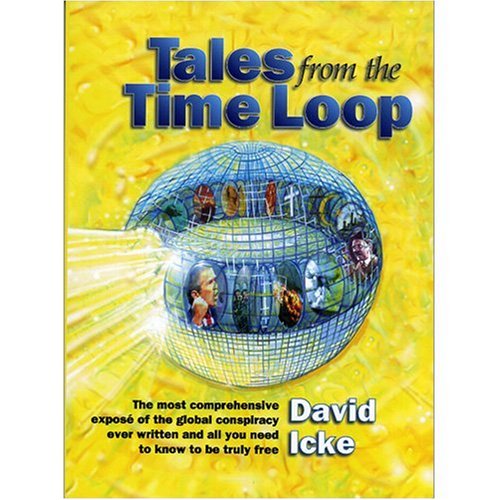 Tales from the
Time Loop
The most comprehensive
exposé of the global conspiracy
ever written and all you need
to know to be truly free
David
Icke